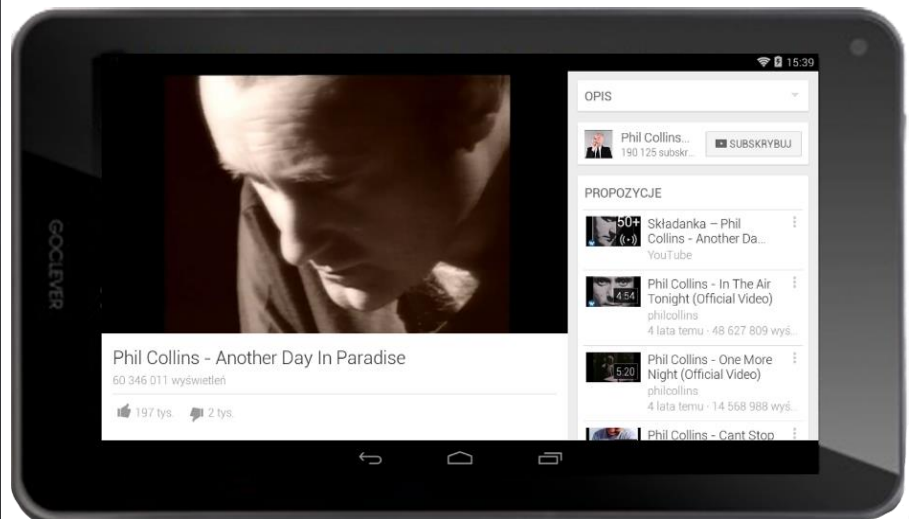 GOCLEVER
15:39
Phil Collins - Another Day In Paradise
60 346 011 wyświetleń
197 tys.
2 tys.
OPIS
Phil Collins...
190 125 subskr...
SUBSKRYBUJ
PROPOZYCJE
50+
Składanka – Phil
Collins - Another Da...
YouTube
4:54
Phil Collins - In The Air
Tonight (Official Video)
philcollins
4 lata temu · 48 627 809 wyś...
5:20
Phil Collins - One More
Night (Official Video)
philcollins
4 lata temu · 14 568 988 wyś...
Phil Collins - Cant Stop